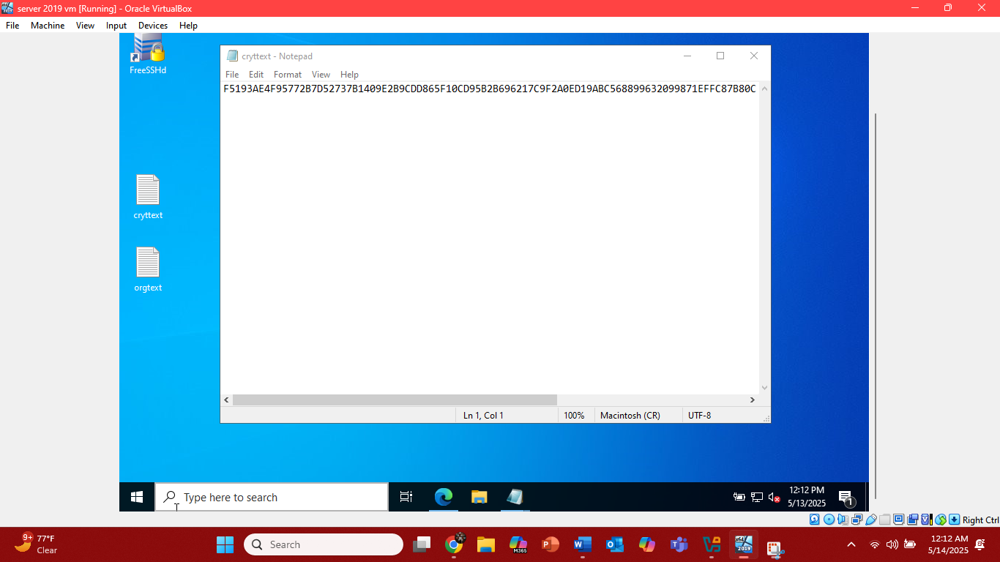 server 2019 vm [Running] - Oracle VirtualBox
File Machine View Input Devices Help
FreeSSHd
cryttext - Notepad
File Edit Format View Help
F5193AE4F95772B7D52737B1409E2B9CDD865F10CD95B2B696217C9F2A0ED19ABC568899632099871EFFC87B80C
cryttext
orgtext
Ln 1, Col 1
100%
Macintosh (CR)
UTF-8
Type here to search
12:12 PM
5/13/2025
1
Right Ctrl
9+
77°F
Clear
Search
M365
12:12 AM
5/14/2025